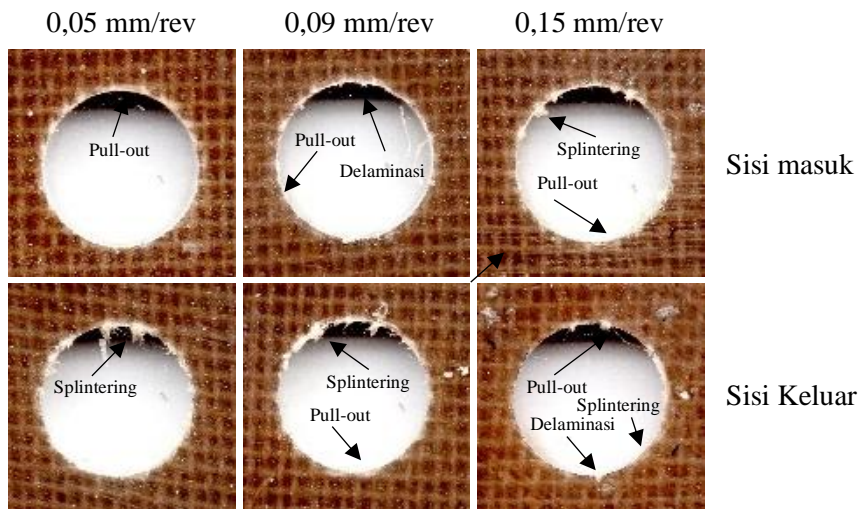 0,05 mm/rev
0,09 mm/rev
0,15 mm/rev
Pull-out
Pull-out
Delaminasi
Splintering
Pull-out
Sisi masuk
Splintering
Splintering
Pull-out
Pull-out
Splintering
Delaminasi
Sisi Keluar